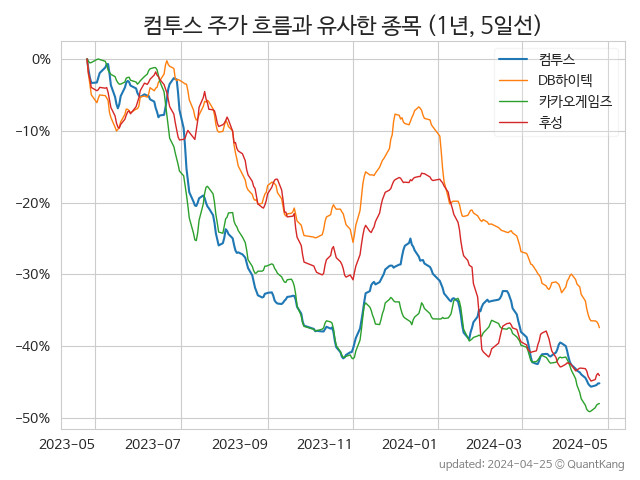 컴투스 주가 흐름과 유사한 종목 (1년, 5일선)
컴투스
DB하이텍
카카오게임즈
후성
0%
−10%
−20%
−30%
−40%
−50%
2023−05
2023−07
2023−09
2023−11
2024−01
2024−03
2024−05
updated: 2024-04-25 © QuantKang